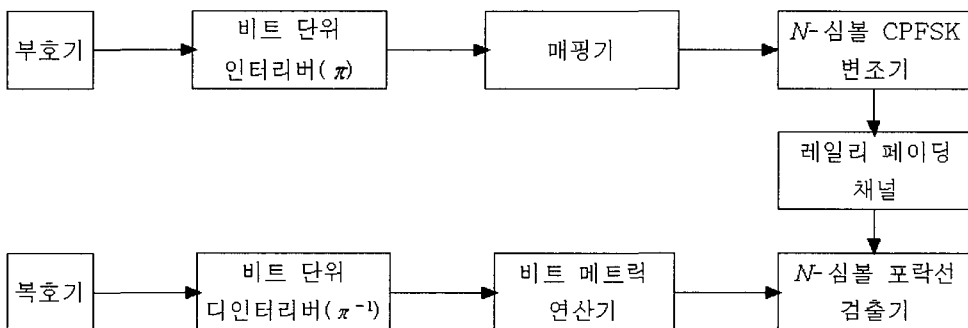 부호기
비트 단위
인터리버(π)
매핑기
N-심볼 CPFSK
변조기
레일리 페이딩
채널
복호기
비트 단위
디인터리버(π⁻¹)
비트 메트릭
연산기
N-심볼 포락선
검출기